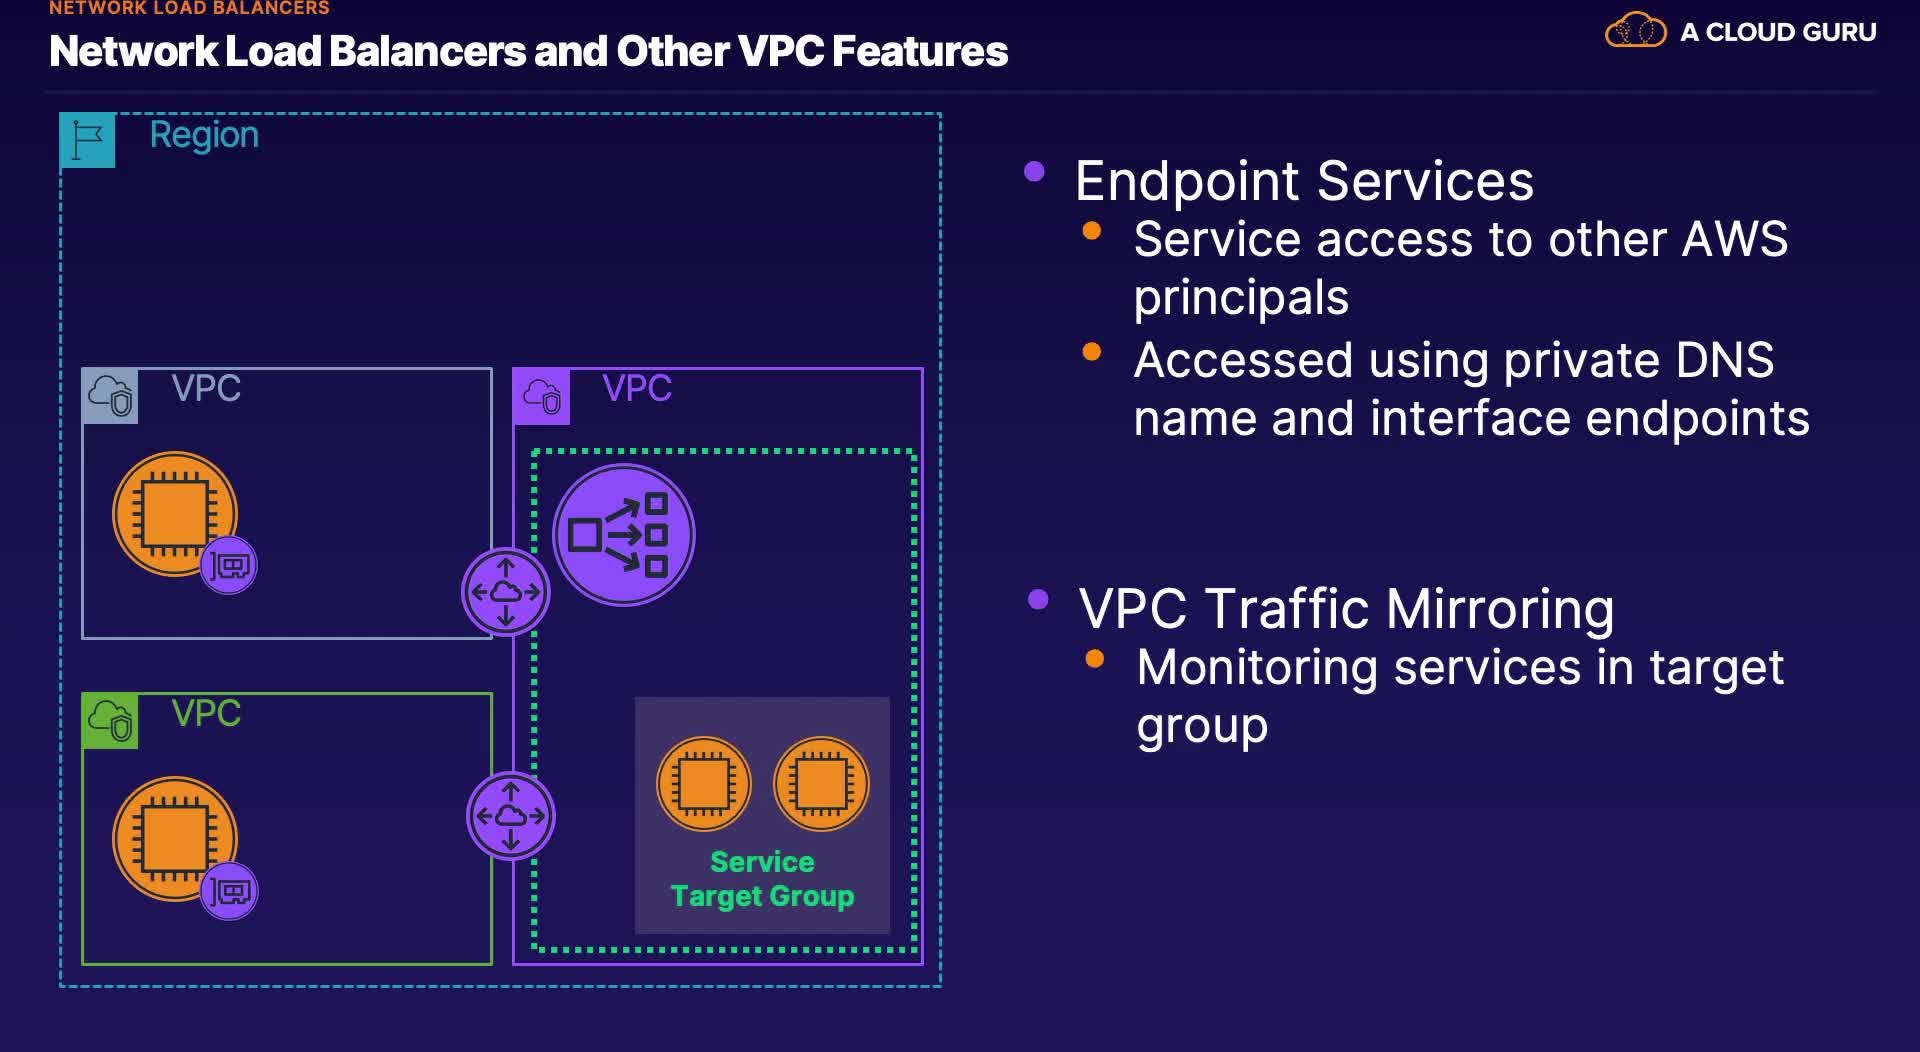 NETWORK LOAD BALANCERS
Network Load Balancers and Other VPC Features
A CLOUD GURU
Region
VPC
VPC
VPC
Service
Target Group
Endpoint Services
Service access to other AWS
principals
Accessed using private DNS
name and interface endpoints
VPC Traffic Mirroring
Monitoring services in target
group